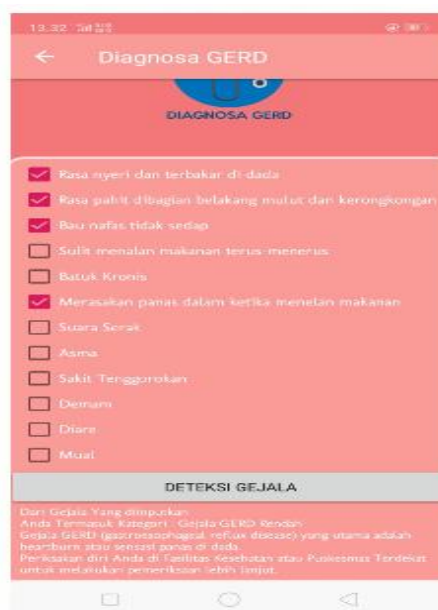 13.32
Diagnosa GERD
DIAGNOSA GERD
Rasa nyeri dan terbakar di dada
Rasa pahit dibagian belakang mulut dan kerongkongan
Bau nafas tidak sedap
Sulit menalan makanan terus-menerus
Batuk Kronis
Merasakan panas dalam ketika menelan makanan
Suara Serak
Asma
Sakit Tenggorokan
Demam
Diare
Mual
DETEKSI GEJALA
Dari Gejala Yang diinputkan
Anda Termasuk Kategori : Gejala GERD Rendah
Gejala GERD (gastroesophageal reflux disease) yang utama adalah
heartburn atau sensasi panas di dada.
Periksakan diri Anda di Fasilitas Kesehatan atau Puskesmas Terdekat
untuk melakukan pemeriksaan lebih lanjut.